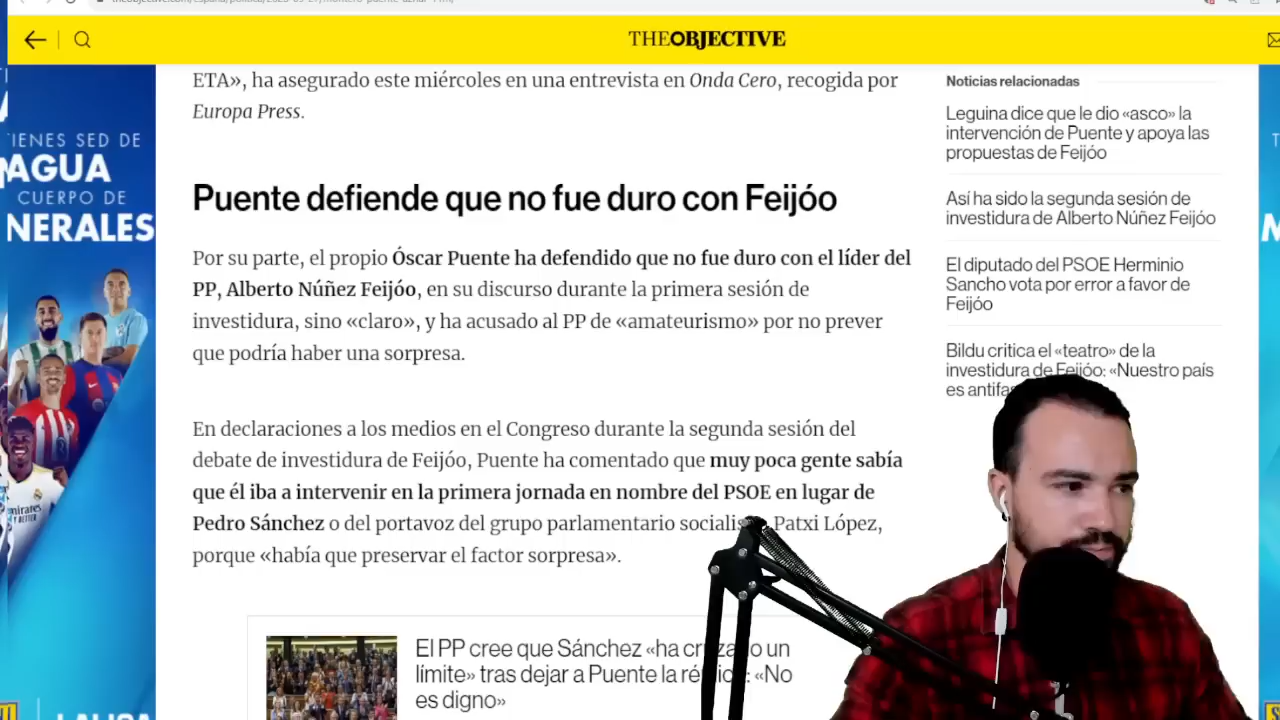 THEOBJECTIVE
ETA», ha asegurado este miércoles en una entrevista en Onda Cero, recogida por
Europa Press.
Puente defiende que no fue duro con Feijóo
Por su parte, el propio Óscar Puente ha defendido que no fue duro con el líder del
PP, Alberto Núñez Feijóo, en su discurso durante la primera sesión de
investidura, sino «claro», y ha acusado al PP de «amateurismo» por no prever
que podría haber una sorpresa.
En declaraciones a los medios en el Congreso durante la segunda sesión del
debate de investidura de Feijóo, Puente ha comentado que muy poca gente sabía
que él iba a intervenir en la primera jornada en nombre del PSOE en lugar de
Pedro Sánchez o del portavoz del grupo parlamentario Patxi López,
porque «había que preservar el factor sorpresa».
El PP cree que Sánchez «ha un
límite» tras dejar a Puente la «No
es digno»
Noticias relacionadas
Leguina dice que le dio «asco» la
intervención de Puente y apoya las
propuestas de Feijóo
Así ha sido la segunda sesión de
investidura de Alberto Núñez Feijóo
El diputado del PSOE Herminio
Sancho vota por error a favor de
Feijóo
Bildu critica el «teatro» de la
investidura de Feijóo: «Nuestro país
es
TIENES SED DE
AGUA
CUERPO DE
NERALES